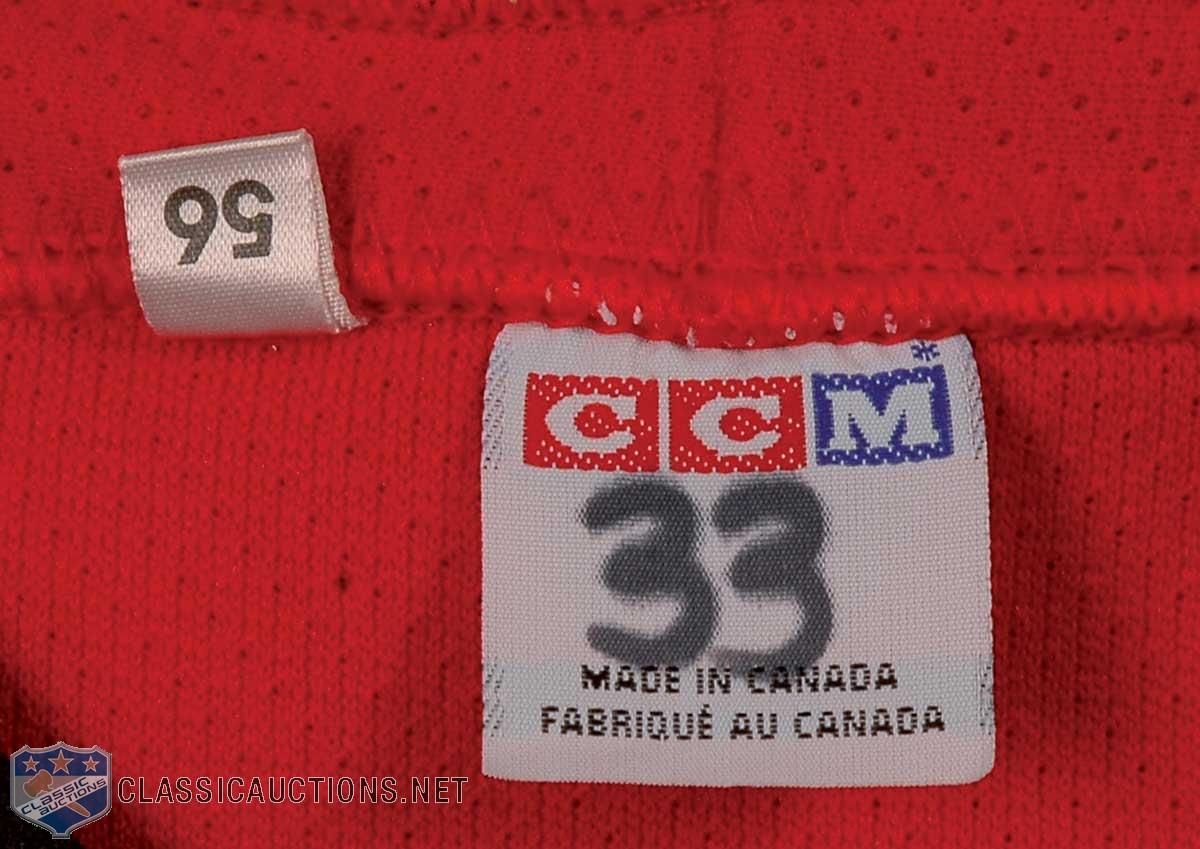 56
CCM*
33
MADE IN CANADA
FABRIQUÉ AU CANADA
CLASSIC AUCTIONS
CLASSICAUCTIONS.NET